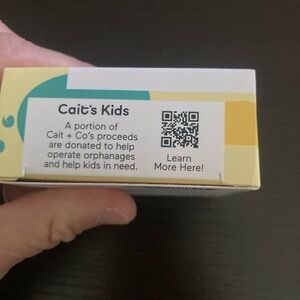 Cait's Kids
A portion of
Cait + Co's proceeds
are donated to help
operate orphanages
and help kids in need.
Learn
More Here!